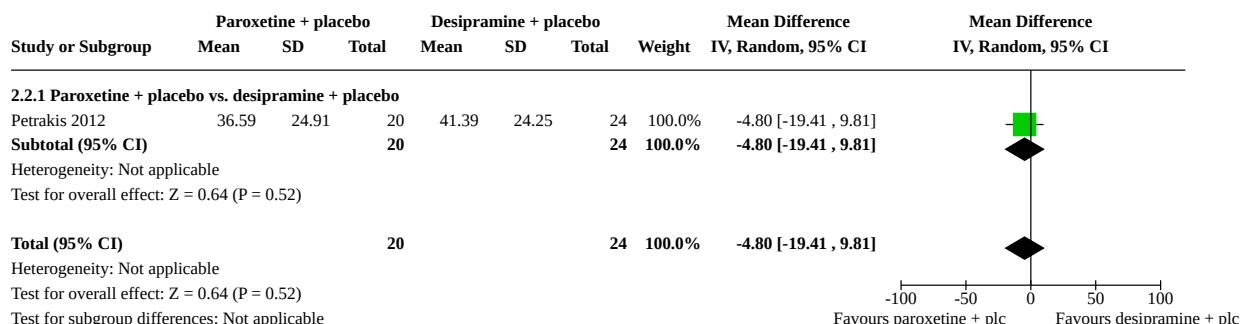 Paroxetine + placebo Desipramine + placebo Mean Difference Mean Difference
Study or Subgroup Mean SD Total Mean SD Total Weight IV, Random, 95% CI IV, Random, 95% CI
2.2.1 Paroxetine + placebo vs. desipramine + placebo
Petrakis 2012 36.59 24.91 20 41.39 24.25 24 100.0% -4.80 [-19.41 , 9.81]
Subtotal (95% CI) 20 24 100.0% -4.80 [-19.41 , 9.81]
Heterogeneity: Not applicable
Test for overall effect: Z = 0.64 (P = 0.52)
Total (95% CI) 20 24 100.0% -4.80 [-19.41 , 9.81]
Heterogeneity: Not applicable
Test for overall effect: Z = 0.64 (P = 0.52)
-100 -50 0 50 100
Test for subgroup differences: Not applicable Favours paroxetine + plc Favours desipramine + plc